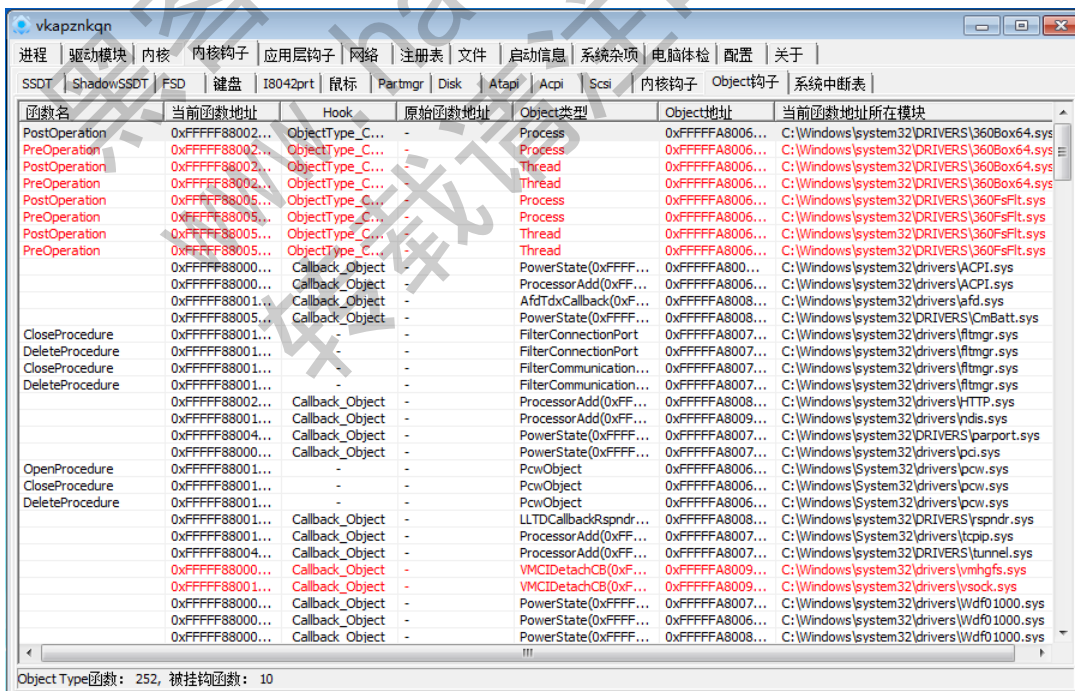 vkapznkqn
进程 驱动模块 内核 内核钩子 应用层钩子 网络 注册表 文件 启动信息 系统杂项 电脑体检 配置 关于
SSDT ShadowSSDT FSD 键盘 I8042prt 鼠标 Partmgr Disk Atapi Acpi Scsi 内核钩子 Object钩子 系统中断表
函数名 当前函数地址 Hook 原始函数地址 Object类型 Object地址 当前函数地址所在模块
PostOperation 0xFFFFF88002... ObjectType_C... - Process 0xFFFFFA8006... C:\Windows\system32\DRIVERS\360Box64.sys
PreOperation 0xFFFFF88002... ObjectType_C... - Process 0xFFFFFA8006... C:\Windows\system32\DRIVERS\360Box64.sys
PostOperation 0xFFFFF88002... ObjectType_C... - Thread 0xFFFFFA8006... C:\Windows\system32\DRIVERS\360Box64.sys
PreOperation 0xFFFFF88002... ObjectType_C... - Thread 0xFFFFFA8006... C:\Windows\system32\DRIVERS\360Box64.sys
PostOperation 0xFFFFF88005... ObjectType_C... - Process 0xFFFFFA8006... C:\Windows\system32\DRIVERS\360FsFlt.sys
PreOperation 0xFFFFF88005... ObjectType_C... - Process 0xFFFFFA8006... C:\Windows\system32\DRIVERS\360FsFlt.sys
PostOperation 0xFFFFF88005... ObjectType_C... - Thread 0xFFFFFA8006... C:\Windows\system32\DRIVERS\360FsFlt.sys
PreOperation 0xFFFFF88005... ObjectType_C... - Thread 0xFFFFFA8006... C:\Windows\system32\DRIVERS\360FsFlt.sys
0xFFFFF88000... Callback_Object - PowerState(0xFFFF... 0xFFFFFA800... C:\Windows\system32\drivers\ACPI.sys
0xFFFFF88000... Callback_Object - ProcessorAdd(0xFF... 0xFFFFFA8006... C:\Windows\system32\drivers\ACPI.sys
0xFFFFF88001... Callback_Object - AfdTdxCallback(0xF... 0xFFFFFA8008... C:\Windows\system32\drivers\afd.sys
0xFFFFF88005... Callback_Object - PowerState(0xFFFF... 0xFFFFFA8008... C:\Windows\system32\DRIVERS\CmBatt.sys
CloseProcedure 0xFFFFF88001... - - FilterConnectionPort 0xFFFFFA8007... C:\Windows\system32\drivers\fltmgr.sys
DeleteProcedure 0xFFFFF88001... - - FilterConnectionPort 0xFFFFFA8007... C:\Windows\system32\drivers\fltmgr.sys
CloseProcedure 0xFFFFF88001... - - FilterCommunication... 0xFFFFFA8007... C:\Windows\system32\drivers\fltmgr.sys
DeleteProcedure 0xFFFFF88001... - - FilterCommunication... 0xFFFFFA8007... C:\Windows\system32\drivers\fltmgr.sys
0xFFFFF88002... Callback_Object - ProcessorAdd(0xFF... 0xFFFFFA8008... C:\Windows\system32\drivers\HTTP.sys
0xFFFFF88001... Callback_Object - ProcessorAdd(0xFF... 0xFFFFFA8009... C:\Windows\system32\drivers\ndis.sys
0xFFFFF88004... Callback_Object - PowerState(0xFFFF... 0xFFFFFA8007... C:\Windows\system32\DRIVERS\parport.sys
0xFFFFF88000... Callback_Object - PowerState(0xFFFF... 0xFFFFFA8007... C:\Windows\system32\drivers\pci.sys
OpenProcedure 0xFFFFF88001... - - PcwObject 0xFFFFFA8006... C:\Windows\System32\drivers\pcw.sys
CloseProcedure 0xFFFFF88001... - - PcwObject 0xFFFFFA8006... C:\Windows\System32\drivers\pcw.sys
DeleteProcedure 0xFFFFF88001... - - PcwObject 0xFFFFFA8006... C:\Windows\System32\drivers\pcw.sys
0xFFFFF88001... Callback_Object - LLTDCallbackRspndr... 0xFFFFFA8008... C:\Windows\system32\DRIVERS\rspndr.sys
0xFFFFF88001... Callback_Object - ProcessorAdd(0xFF... 0xFFFFFA8007... C:\Windows\System32\drivers\tcpip.sys
0xFFFFF88004... Callback_Object - ProcessorAdd(0xFF... 0xFFFFFA8007... C:\Windows\system32\DRIVERS\tunnel.sys
0xFFFFF88000... Callback_Object - VMCIDetachCB(0xF... 0xFFFFFA8009... C:\Windows\system32\drivers\vmhgfs.sys
0xFFFFF88001... Callback_Object - VMCIDetachCB(0xF... 0xFFFFFA8009... C:\Windows\system32\drivers\vsock.sys
0xFFFFF88000... Callback_Object - PowerState(0xFFFF... 0xFFFFFA8007... C:\Windows\system32\drivers\Wdf01000.sys
0xFFFFF88000... Callback_Object - PowerState(0xFFFF... 0xFFFFFA8006... C:\Windows\system32\drivers\Wdf01000.sys
0xFFFFF88000... Callback_Object - PowerState(0xFFFF... 0xFFFFFA8008... C:\Windows\system32\drivers\Wdf01000.sys
Object Type函数: 252, 被挂钩函数: 10
黑客
www.ha
转载请注